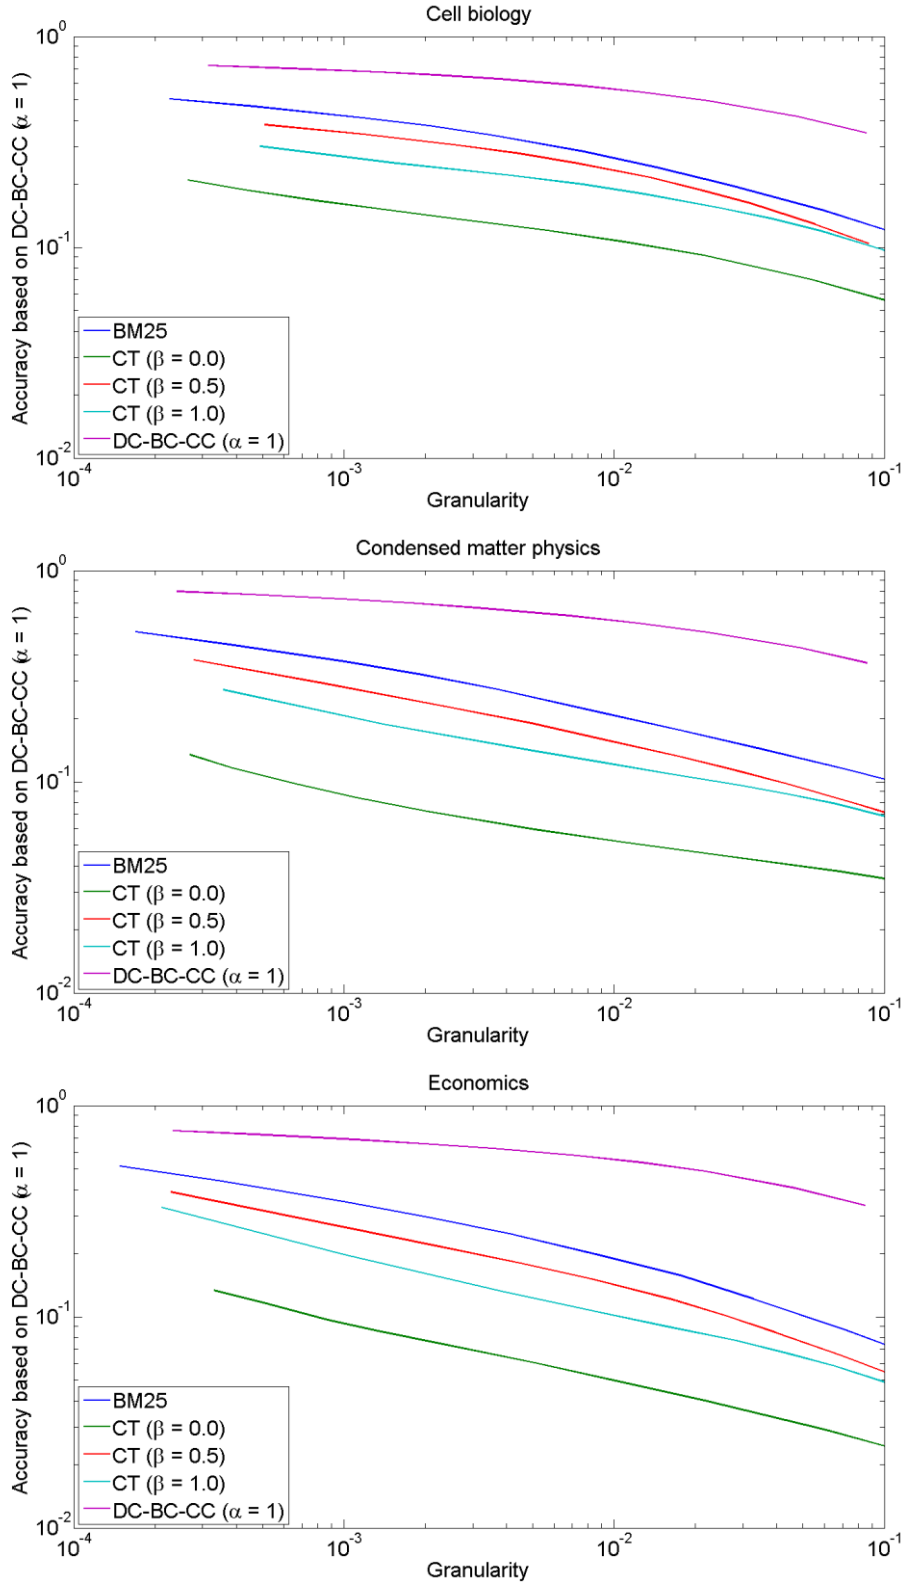 Cell biology
Accuracy based on DC-BC-CC (α = 1)
10^0
10^-1
10^-2
BM25
CT (β = 0.0)
CT (β = 0.5)
CT (β = 1.0)
DC-BC-CC (α = 1)
10^-4 10^-3 10^-2 10^-1
Granularity
Condensed matter physics
Accuracy based on DC-BC-CC (α = 1)
10^0
10^-1
10^-2
BM25
CT (β = 0.0)
CT (β = 0.5)
CT (β = 1.0)
DC-BC-CC (α = 1)
10^-4 10^-3 10^-2 10^-1
Granularity
Economics
Accuracy based on DC-BC-CC (α = 1)
10^0
10^-1
10^-2
BM25
CT (β = 0.0)
CT (β = 0.5)
CT (β = 1.0)
DC-BC-CC (α = 1)
10^-4 10^-3 10^-2 10^-1
Granularity